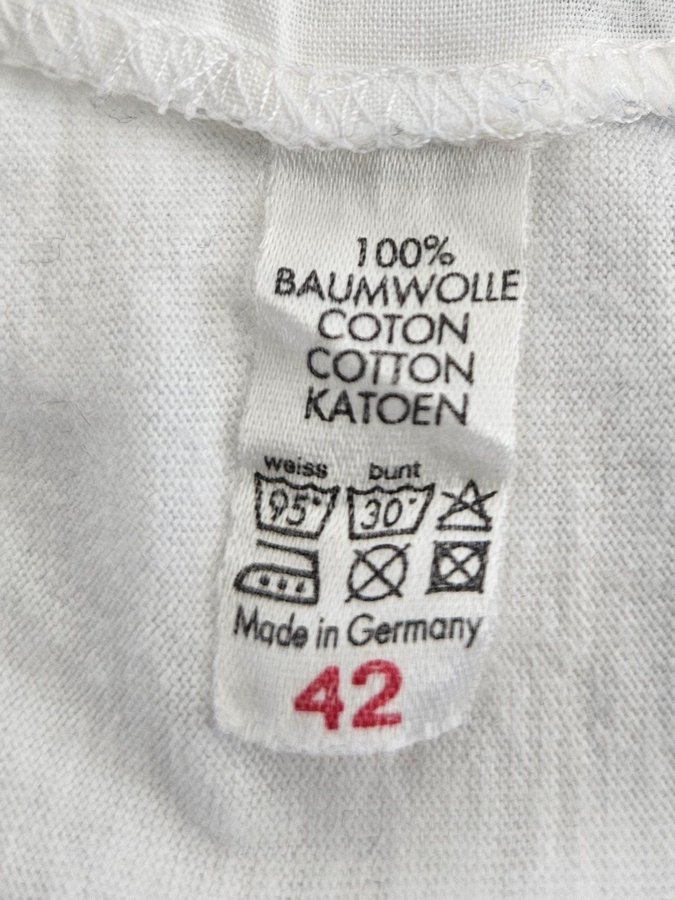 100%
BAUMWOLLE
COTON
COTTON
KATOEN
weiss bunt
95° 30°
Made in Germany
42